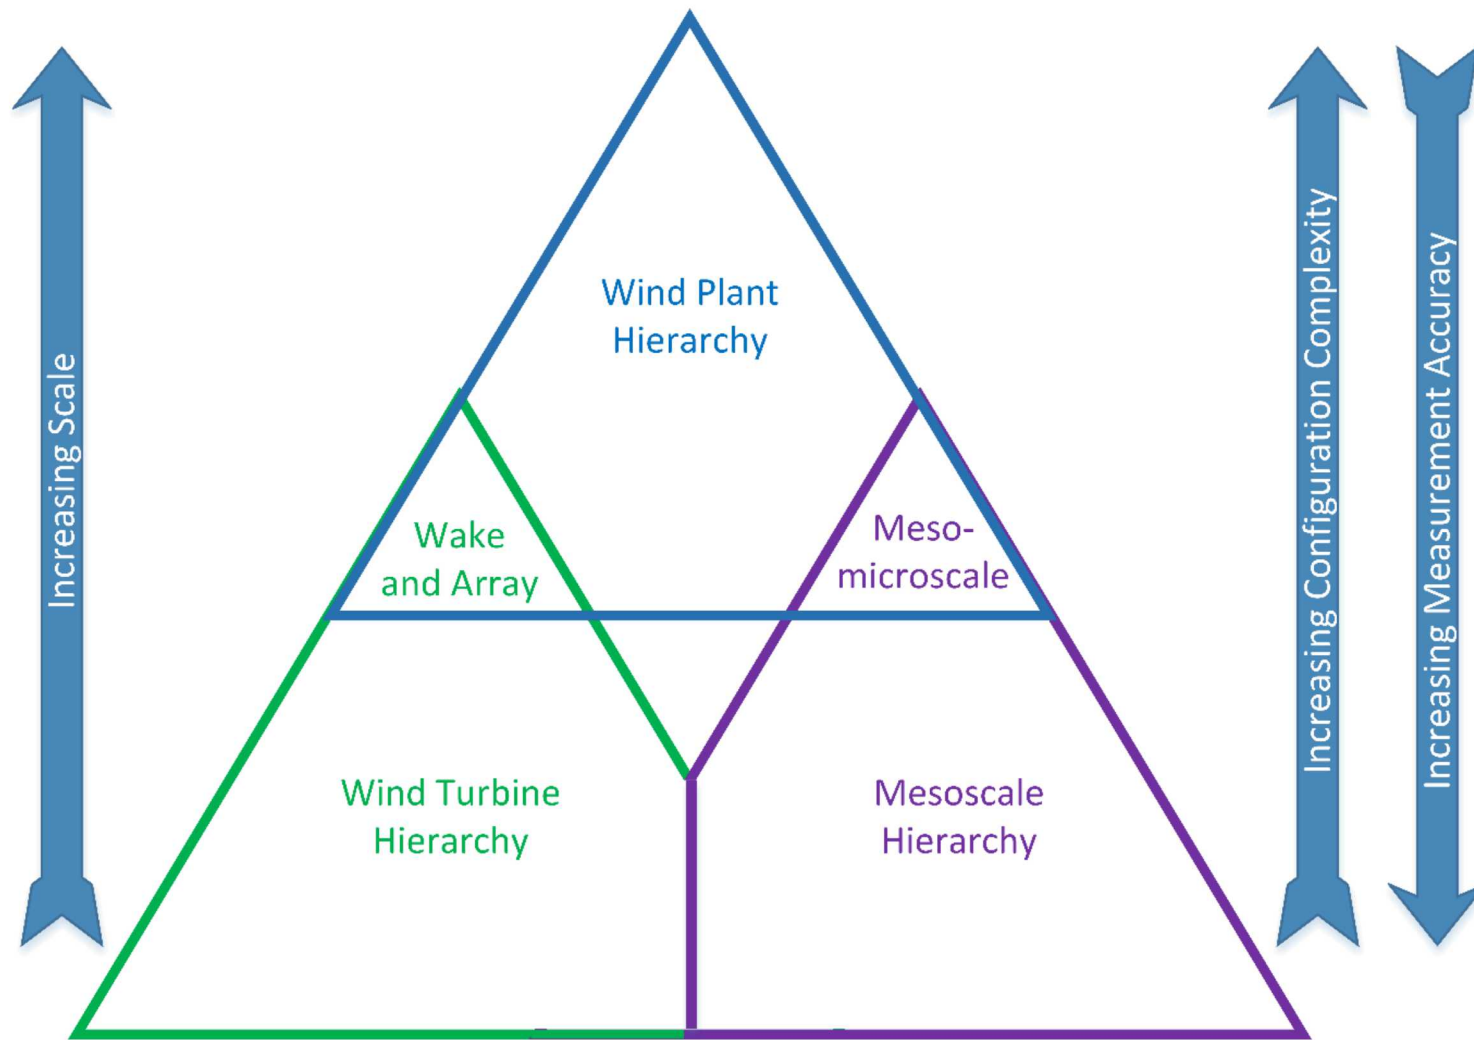 Increasing Scale
Wind Plant
Hierarchy
Wake
and Array
Meso-
microscale
Wind Turbine
Hierarchy
Mesoscale
Hierarchy
Increasing Configuration Complexity
Increasing Measurement Accuracy